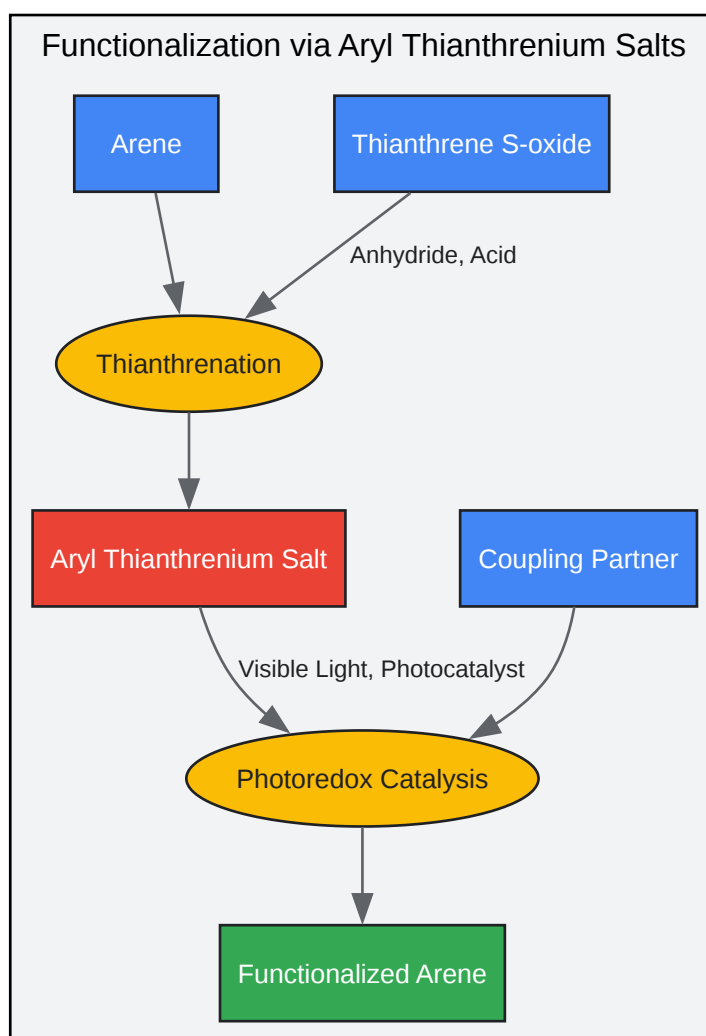 Functionalization via Aryl Thianthrenium Salts
Arene
Thianthrene S-oxide
Anhydride, Acid
Thianthrenation
Aryl Thianthrenium Salt
Coupling Partner
Visible Light, Photocatalyst
Photoredox Catalysis
Functionalized Arene